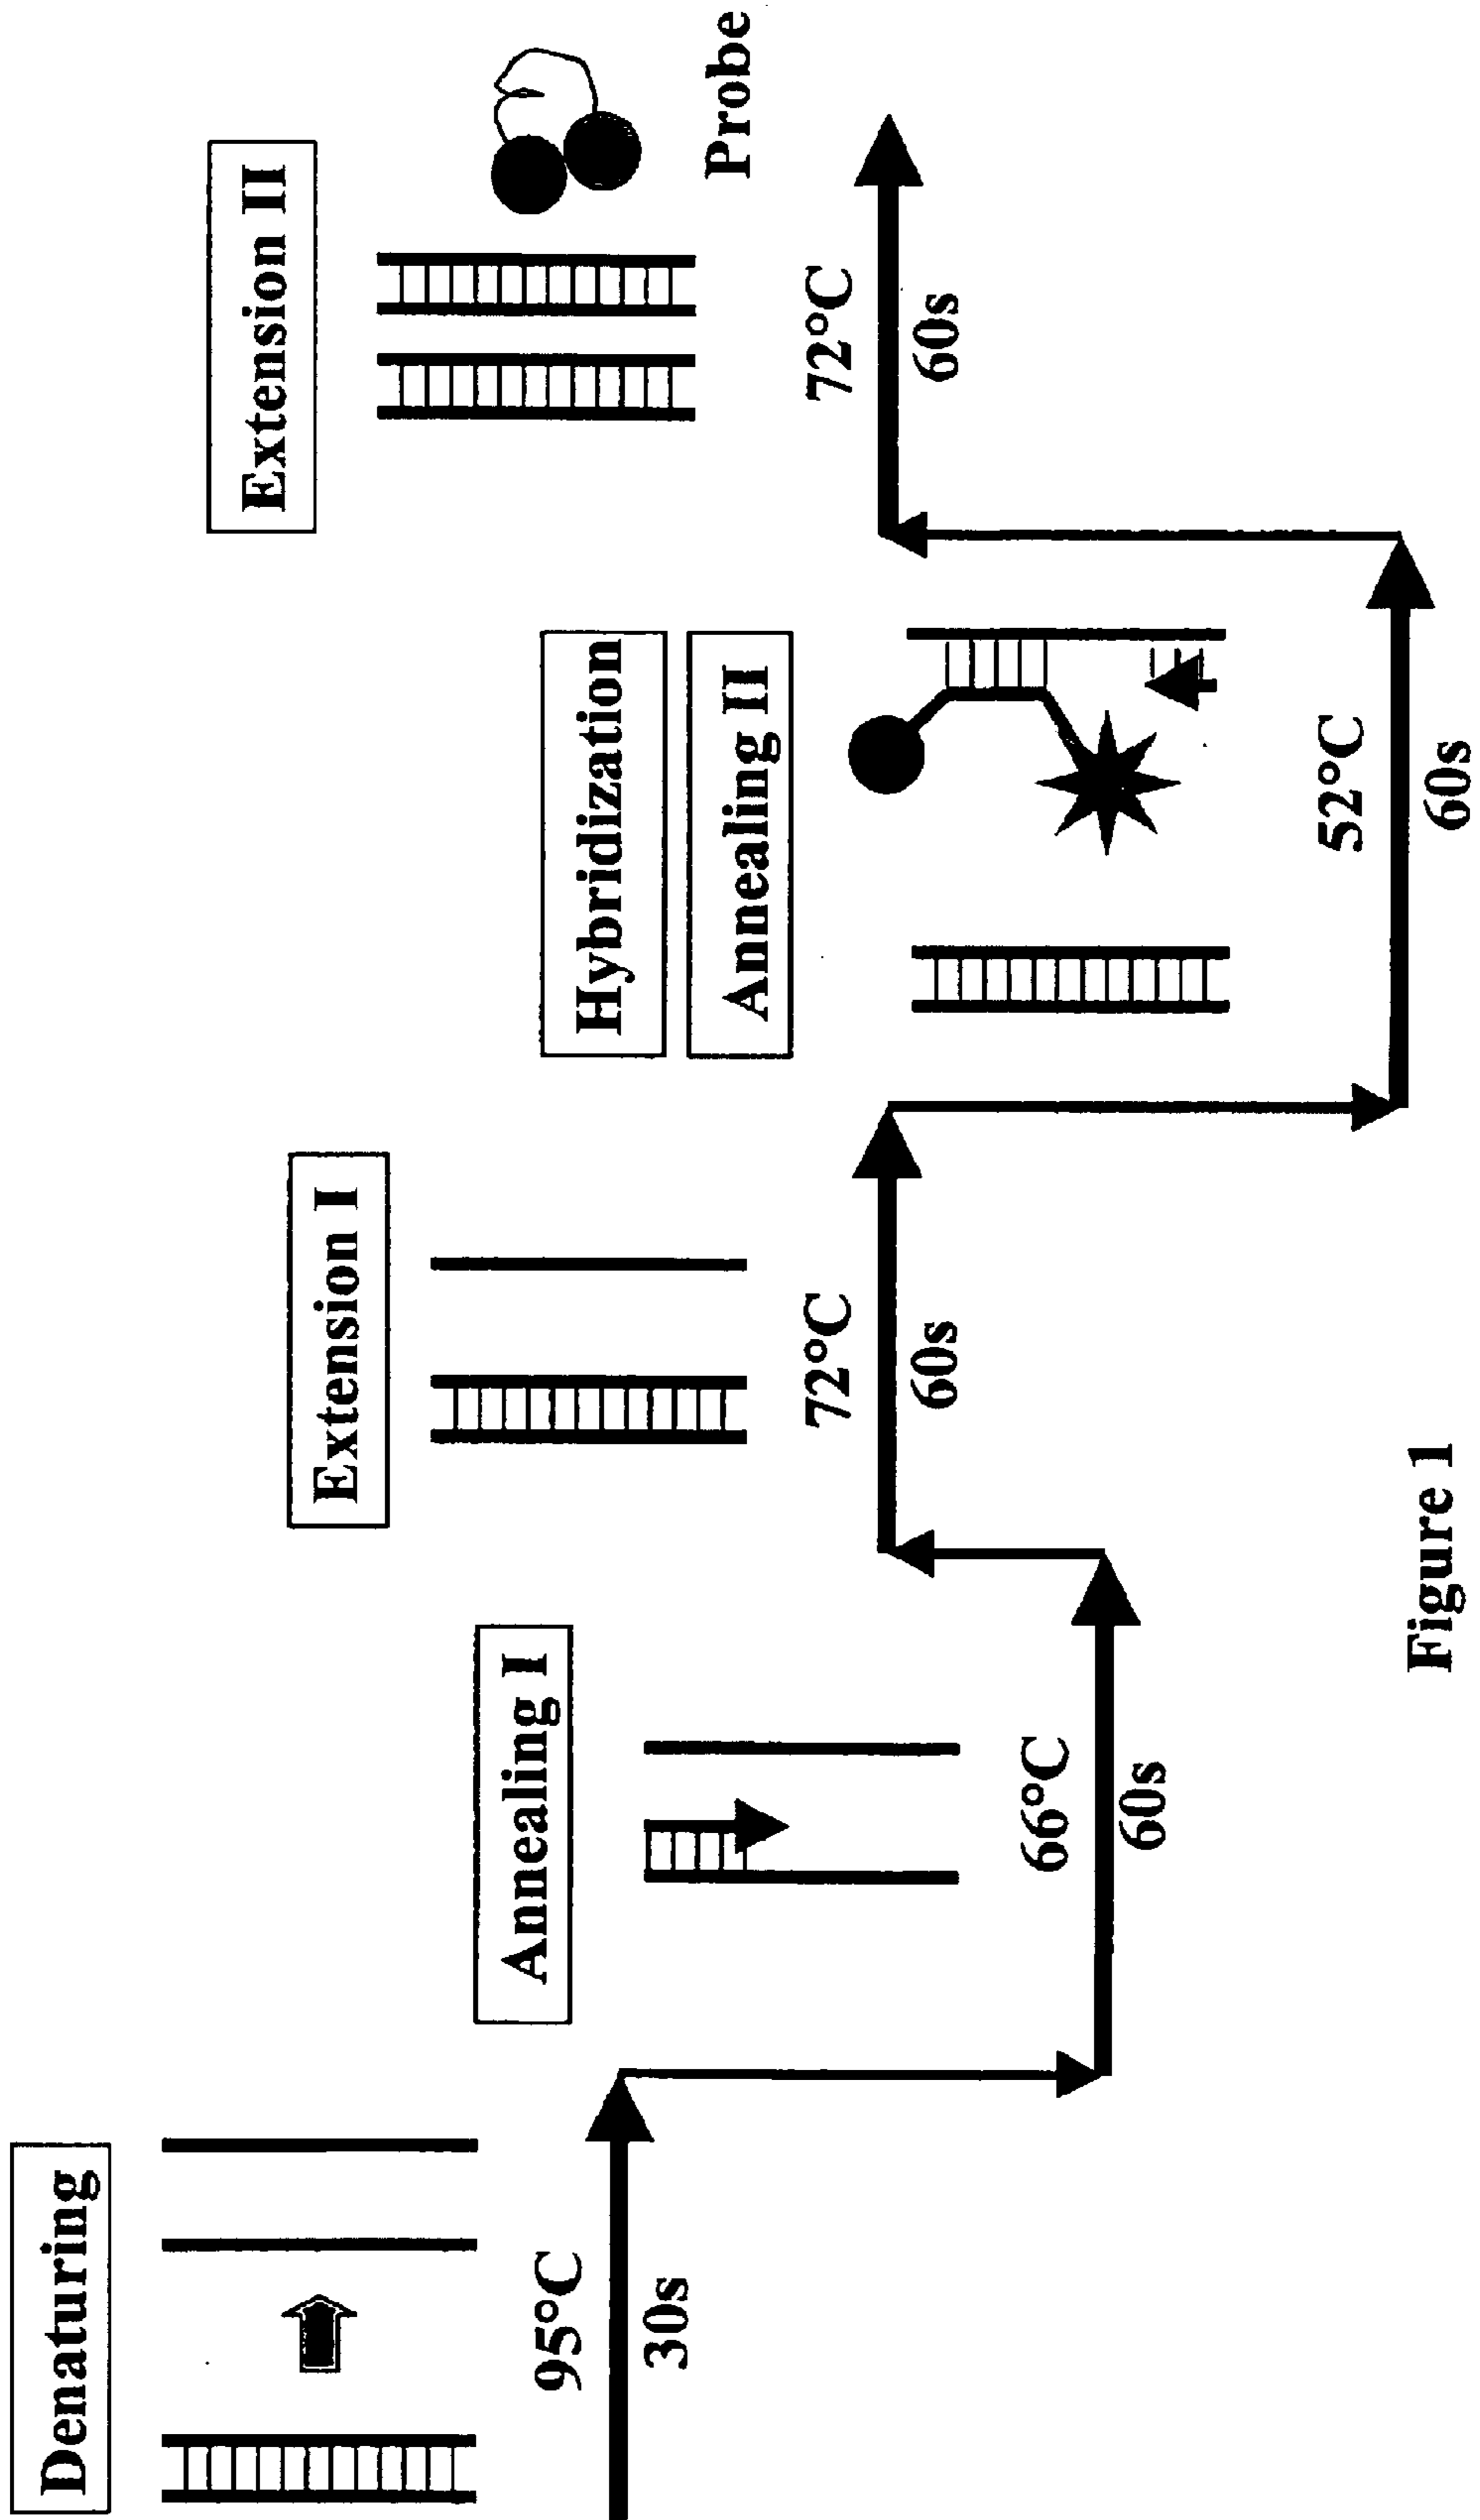 Denaturing
95°C
30s
Annealing I
66°C
60s
Extension I
72°C
60s
Hybridization
Annealing II
52°C
60s
Extension II
Probe
72°C
60s
Figure 1